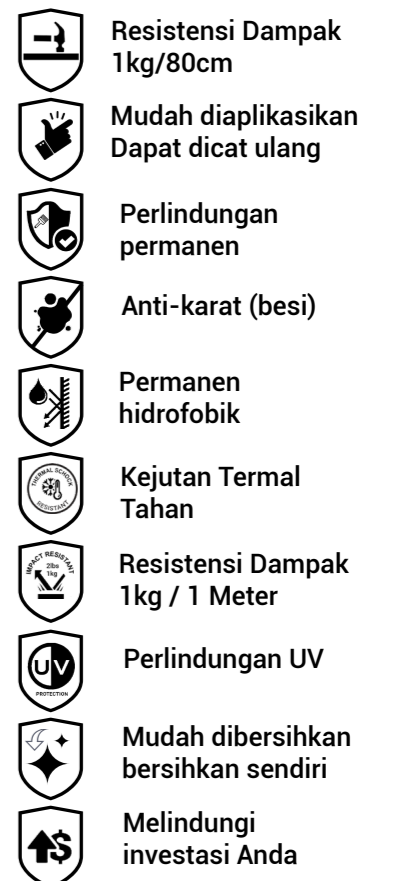 Resistensi Dampak
1kg/80cm
Mudah diaplikasikan
Dapat dicat ulang
Perlindungan
permanen
Anti-karat (besi)
Permanen
hidrofobik
THERMAL SCHOCK
RESISTANT
Kejutan Termal
Tahan
IMPACT RESISTANT
2lbs
1kg
Resistensi Dampak
1kg / 1 Meter
UV
PROTECTION
Perlindungan UV
Mudah dibersihkan
bersihkan sendiri
$
Melindungi
investasi Anda